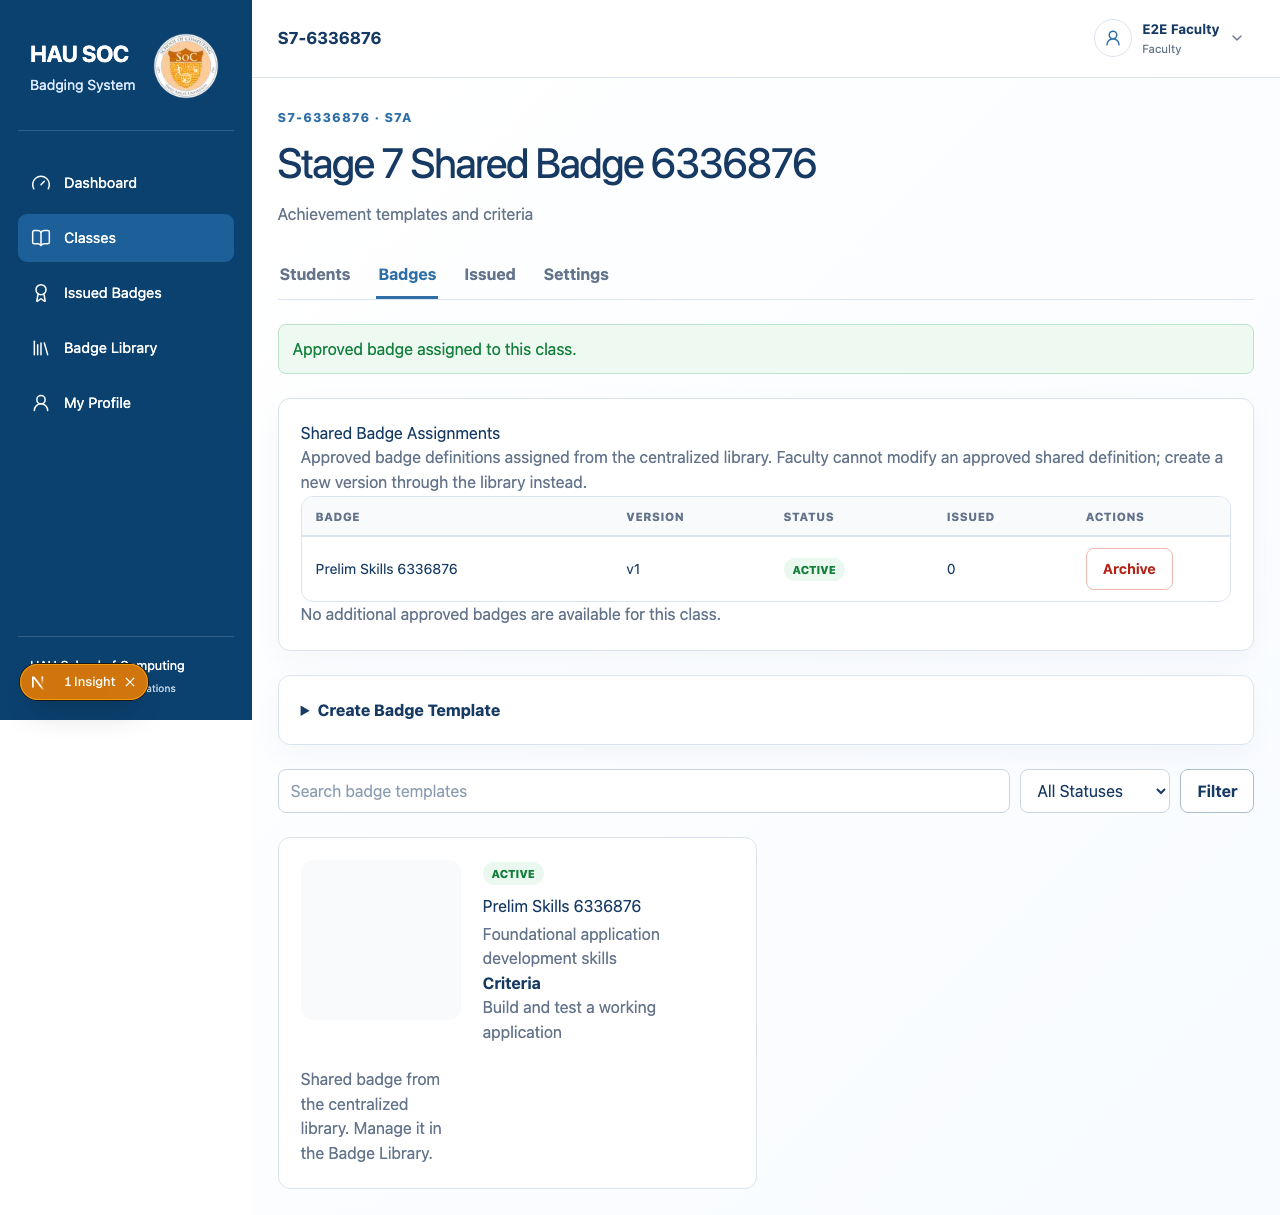 HAU SOC
Badging System
Dashboard
Classes
Issued Badges
Badge Library
My Profile
1 Insight
S7-6336876
E2E Faculty
Faculty
S7-6336876 · S7A
Stage 7 Shared Badge 6336876
Achievement templates and criteria
Students Badges Issued Settings
Approved badge assigned to this class.
Shared Badge Assignments
Approved badge definitions assigned from the centralized library. Faculty cannot modify an approved shared definition; create a
new version through the library instead.
BADGE VERSION STATUS ISSUED ACTIONS
Prelim Skills 6336876 v1 ACTIVE 0 Archive
No additional approved badges are available for this class.
Create Badge Template
Search badge templates All Statuses Filter
ACTIVE
Prelim Skills 6336876
Foundational application
development skills
Criteria
Build and test a working
application
Shared badge from
the centralized
library. Manage it in
the Badge Library.